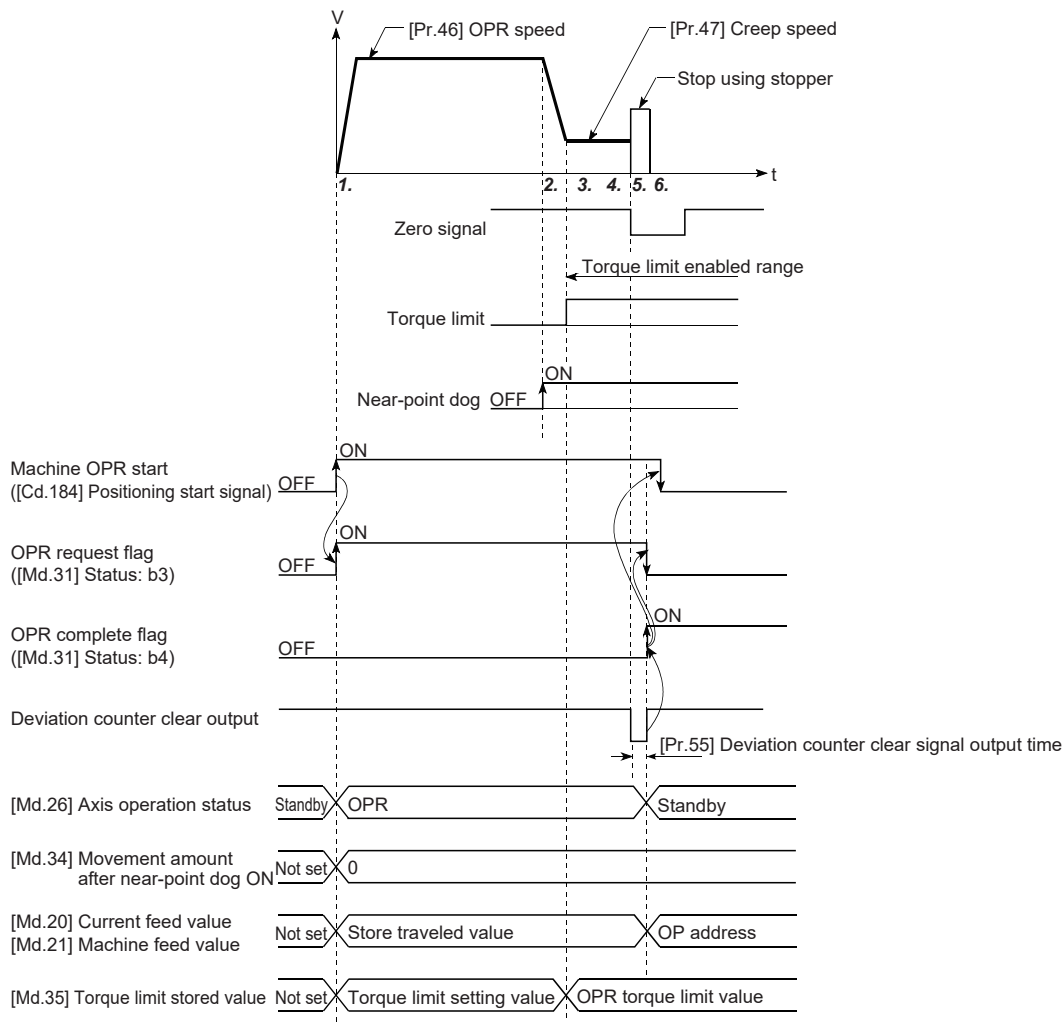 V
[Pr.46] OPR speed
[Pr.47] Creep speed
Stop using stopper
t
1. 2. 3. 4. 5. 6.
Zero signal
Torque limit enabled range
Torque limit
ON
Near-point dog OFF
ON
Machine OPR start
([Cd.184] Positioning start signal) OFF
ON
OPR request flag
([Md.31] Status: b3) OFF
ON
OPR complete flag
([Md.31] Status: b4) OFF
Deviation counter clear output
[Pr.55] Deviation counter clear signal output time
[Md.26] Axis operation status Standby OPR Standby
[Md.34] Movement amount
after near-point dog ON Not set 0
[Md.20] Current feed value
[Md.21] Machine feed value Not set Store traveled value OP address
[Md.35] Torque limit stored value Not set Torque limit setting value OPR torque limit value